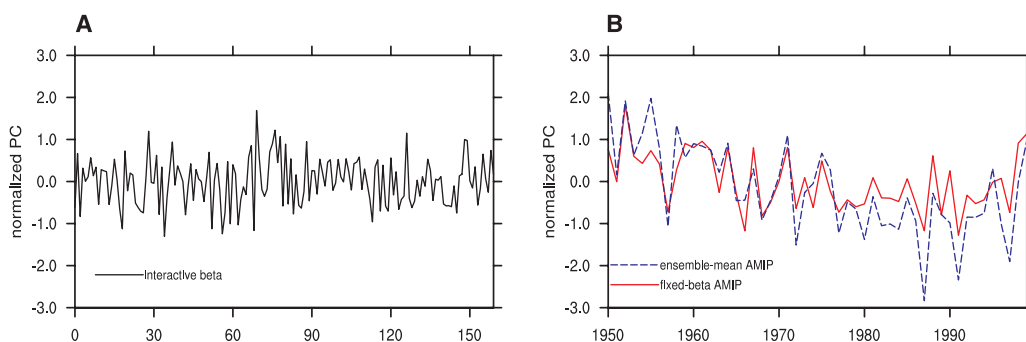 A
normalized PC
3.0
2.0
1.0
0.0
-1.0
-2.0
-3.0
Interactive beta
0 30 60 90 120 150
B
normalized PC
3.0
2.0
1.0
0.0
-1.0
-2.0
-3.0
ensemble-mean AMIP
fixed-beta AMIP
1950 1960 1970 1980 1990